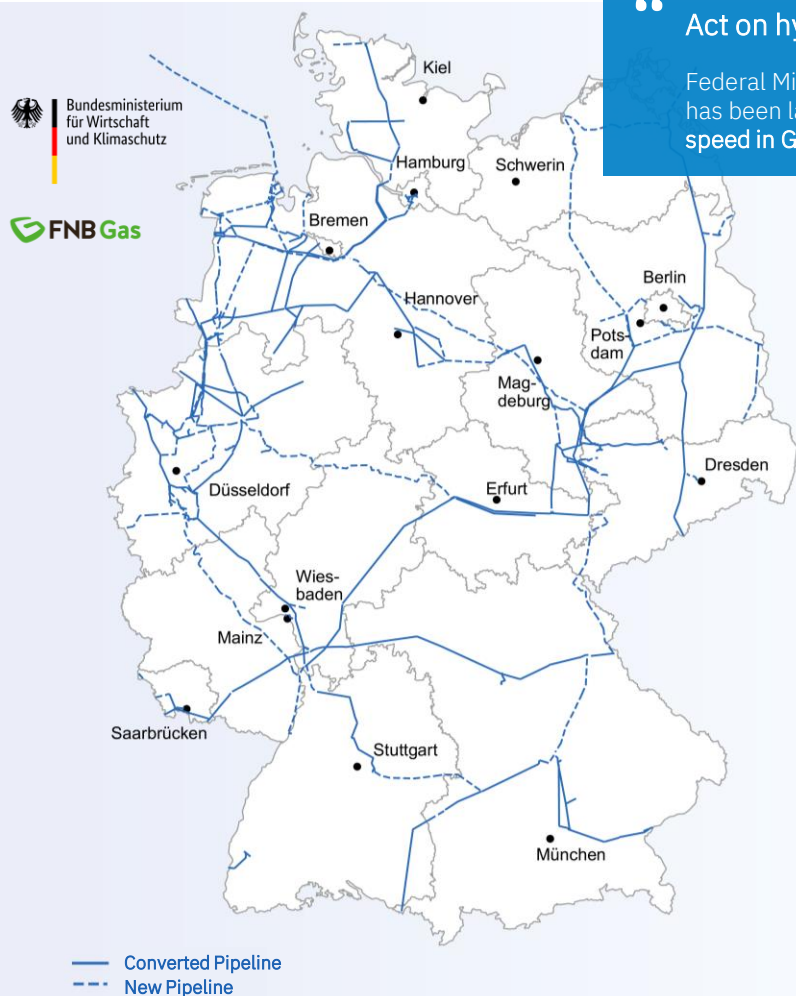 “
Act on hy
Federal Mi
has been la
speed in G
Bundesministerium
für Wirtschaft
und Klimaschutz
FNB Gas
Kiel
Hamburg
Schwerin
Bremen
Berlin
Hannover
Pots-
dam
Mag-
deburg
Düsseldorf
Erfurt
Dresden
Wies-
baden
Mainz
Saarbrücken
Stuttgart
München
Converted Pipeline
New Pipeline